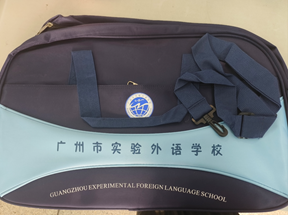 广州市实验外语学校
GUANGZHOU EXPERIMENTAL FOREIGN LANGUAGE SCHOOL